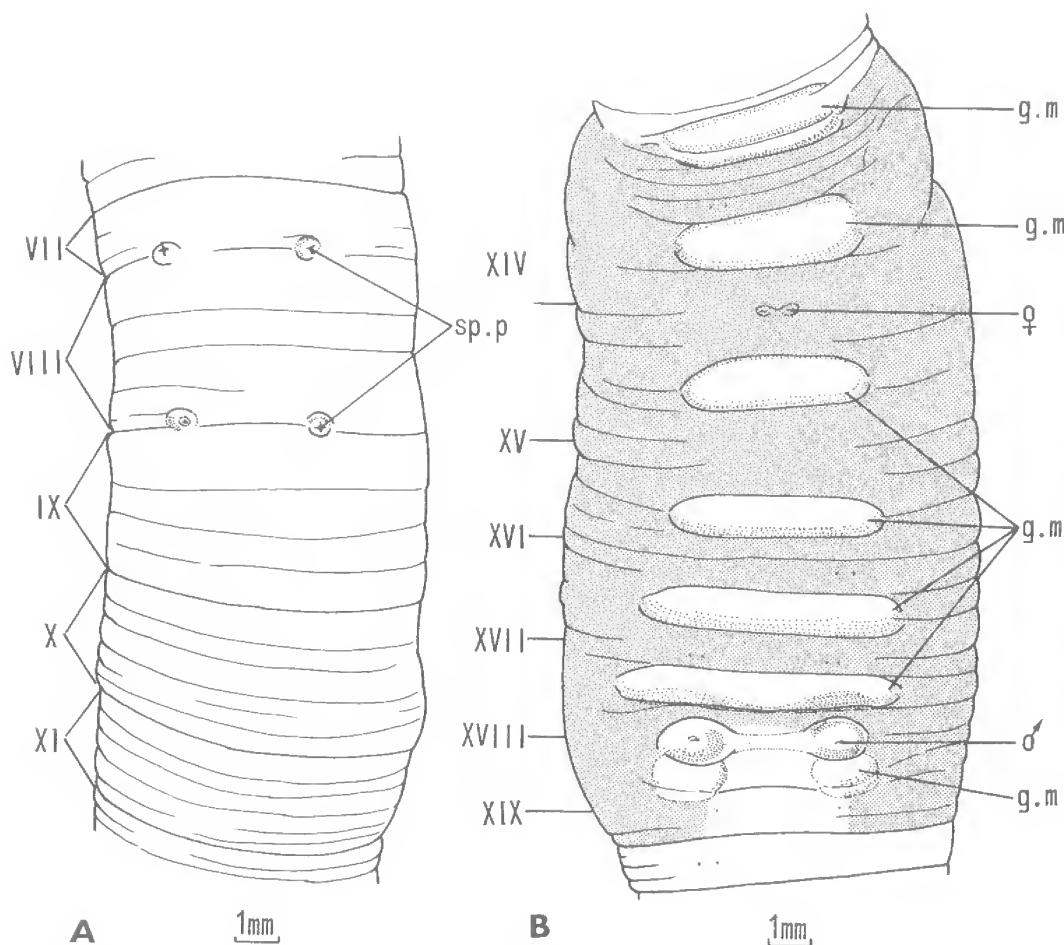 VII
VIII
IX
X
XI
sp.p
A
1mm
XIV
XV
XVI
XVII
XVIII
XIX
g.m
g.m
♀
g.m
♂
g.m
B
1mm